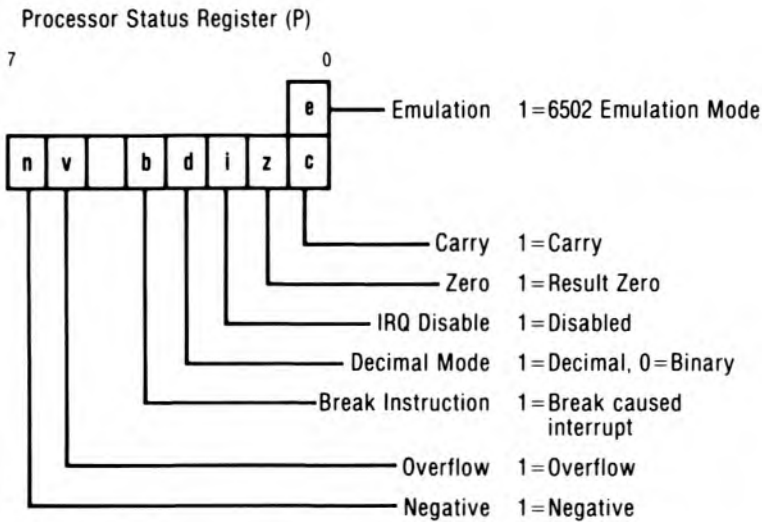 Processor Status Register (P)
7 0
e Emulation 1=6502 Emulation Mode
n v b d i z c
Carry 1=Carry
Zero 1=Result Zero
IRQ Disable 1=Disabled
Decimal Mode 1=Decimal, 0=Binary
Break Instruction 1=Break caused
interrupt
Overflow 1=Overflow
Negative 1=Negative